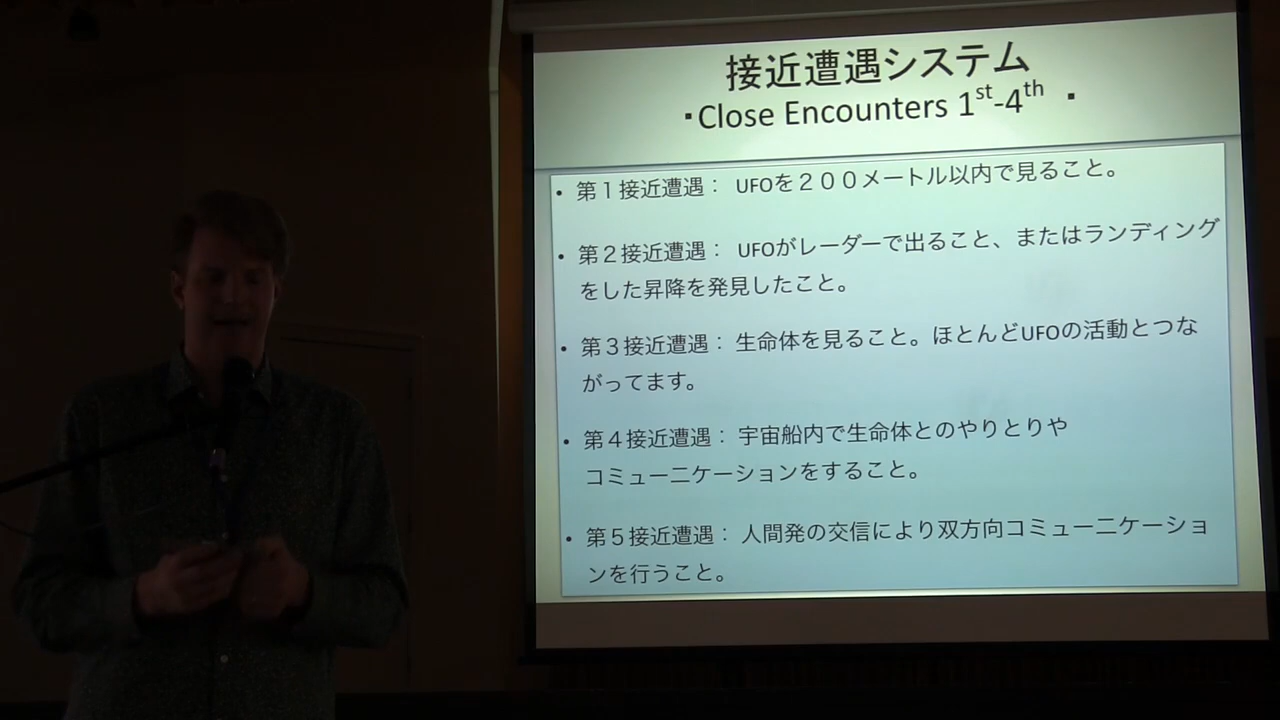 接近遭遇システム
・Close Encounters 1st-4th ・
• 第１接近遭遇： UFOを２００メートル以内で見ること。
• 第２接近遭遇： UFOがレーダーで出ること、またはランディング
をした昇降を発見したこと。
• 第３接近遭遇： 生命体を見ること。ほとんどUFOの活動とつな
がってます。
• 第４接近遭遇： 宇宙船内で生命体とのやりとりや
コミューニケーションをすること。
• 第５接近遭遇： 人間発の交信により双方向コミューニケーショ
ンを行うこと。